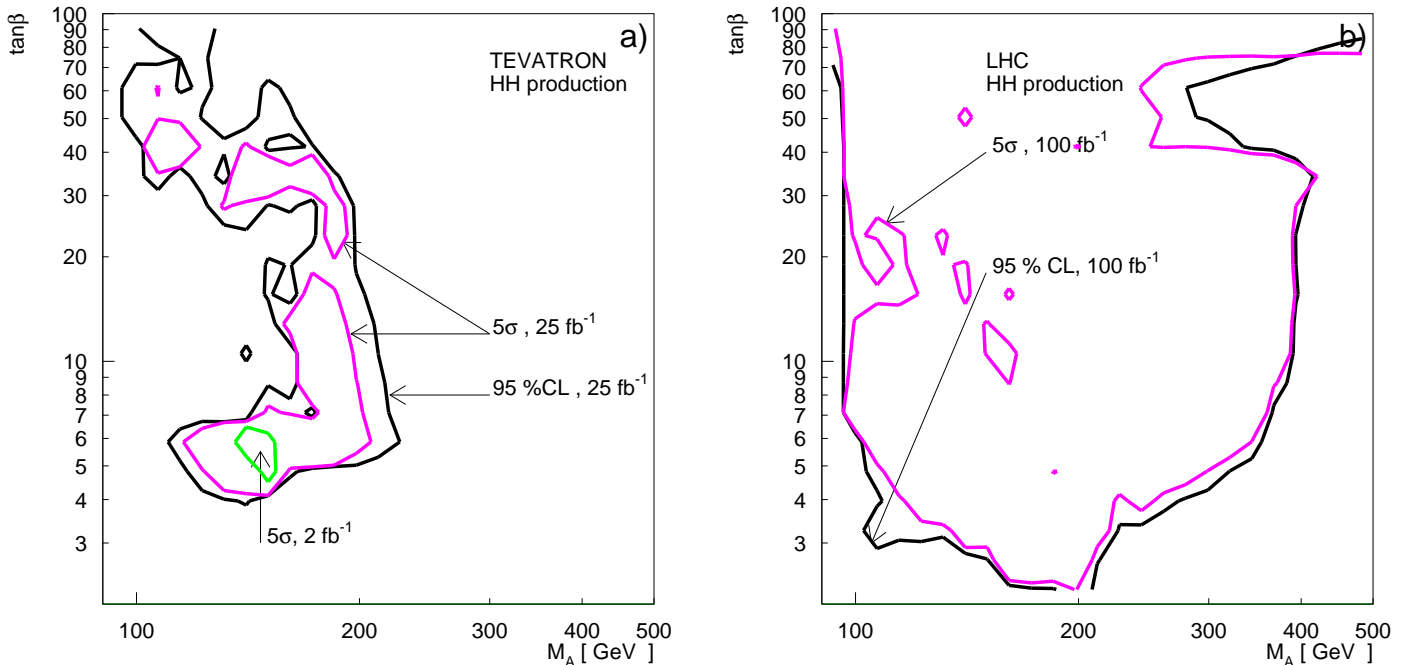 tanβ
100
90
80
70
60
50
40
30
20
10
9
8
7
6
5
4
3
a)
TEVATRON
HH production
5σ , 25 fb⁻¹
95 %CL , 25 fb⁻¹
5σ, 2 fb⁻¹
100 200 300 400 500
M_A [ GeV ]
tanβ
100
90
80
70
60
50
40
30
20
10
9
8
7
6
5
4
3
b)
LHC
HH production
5σ , 100 fb⁻¹
95 % CL, 100 fb⁻¹
100 200 300 400 500
M_A [ GeV ]